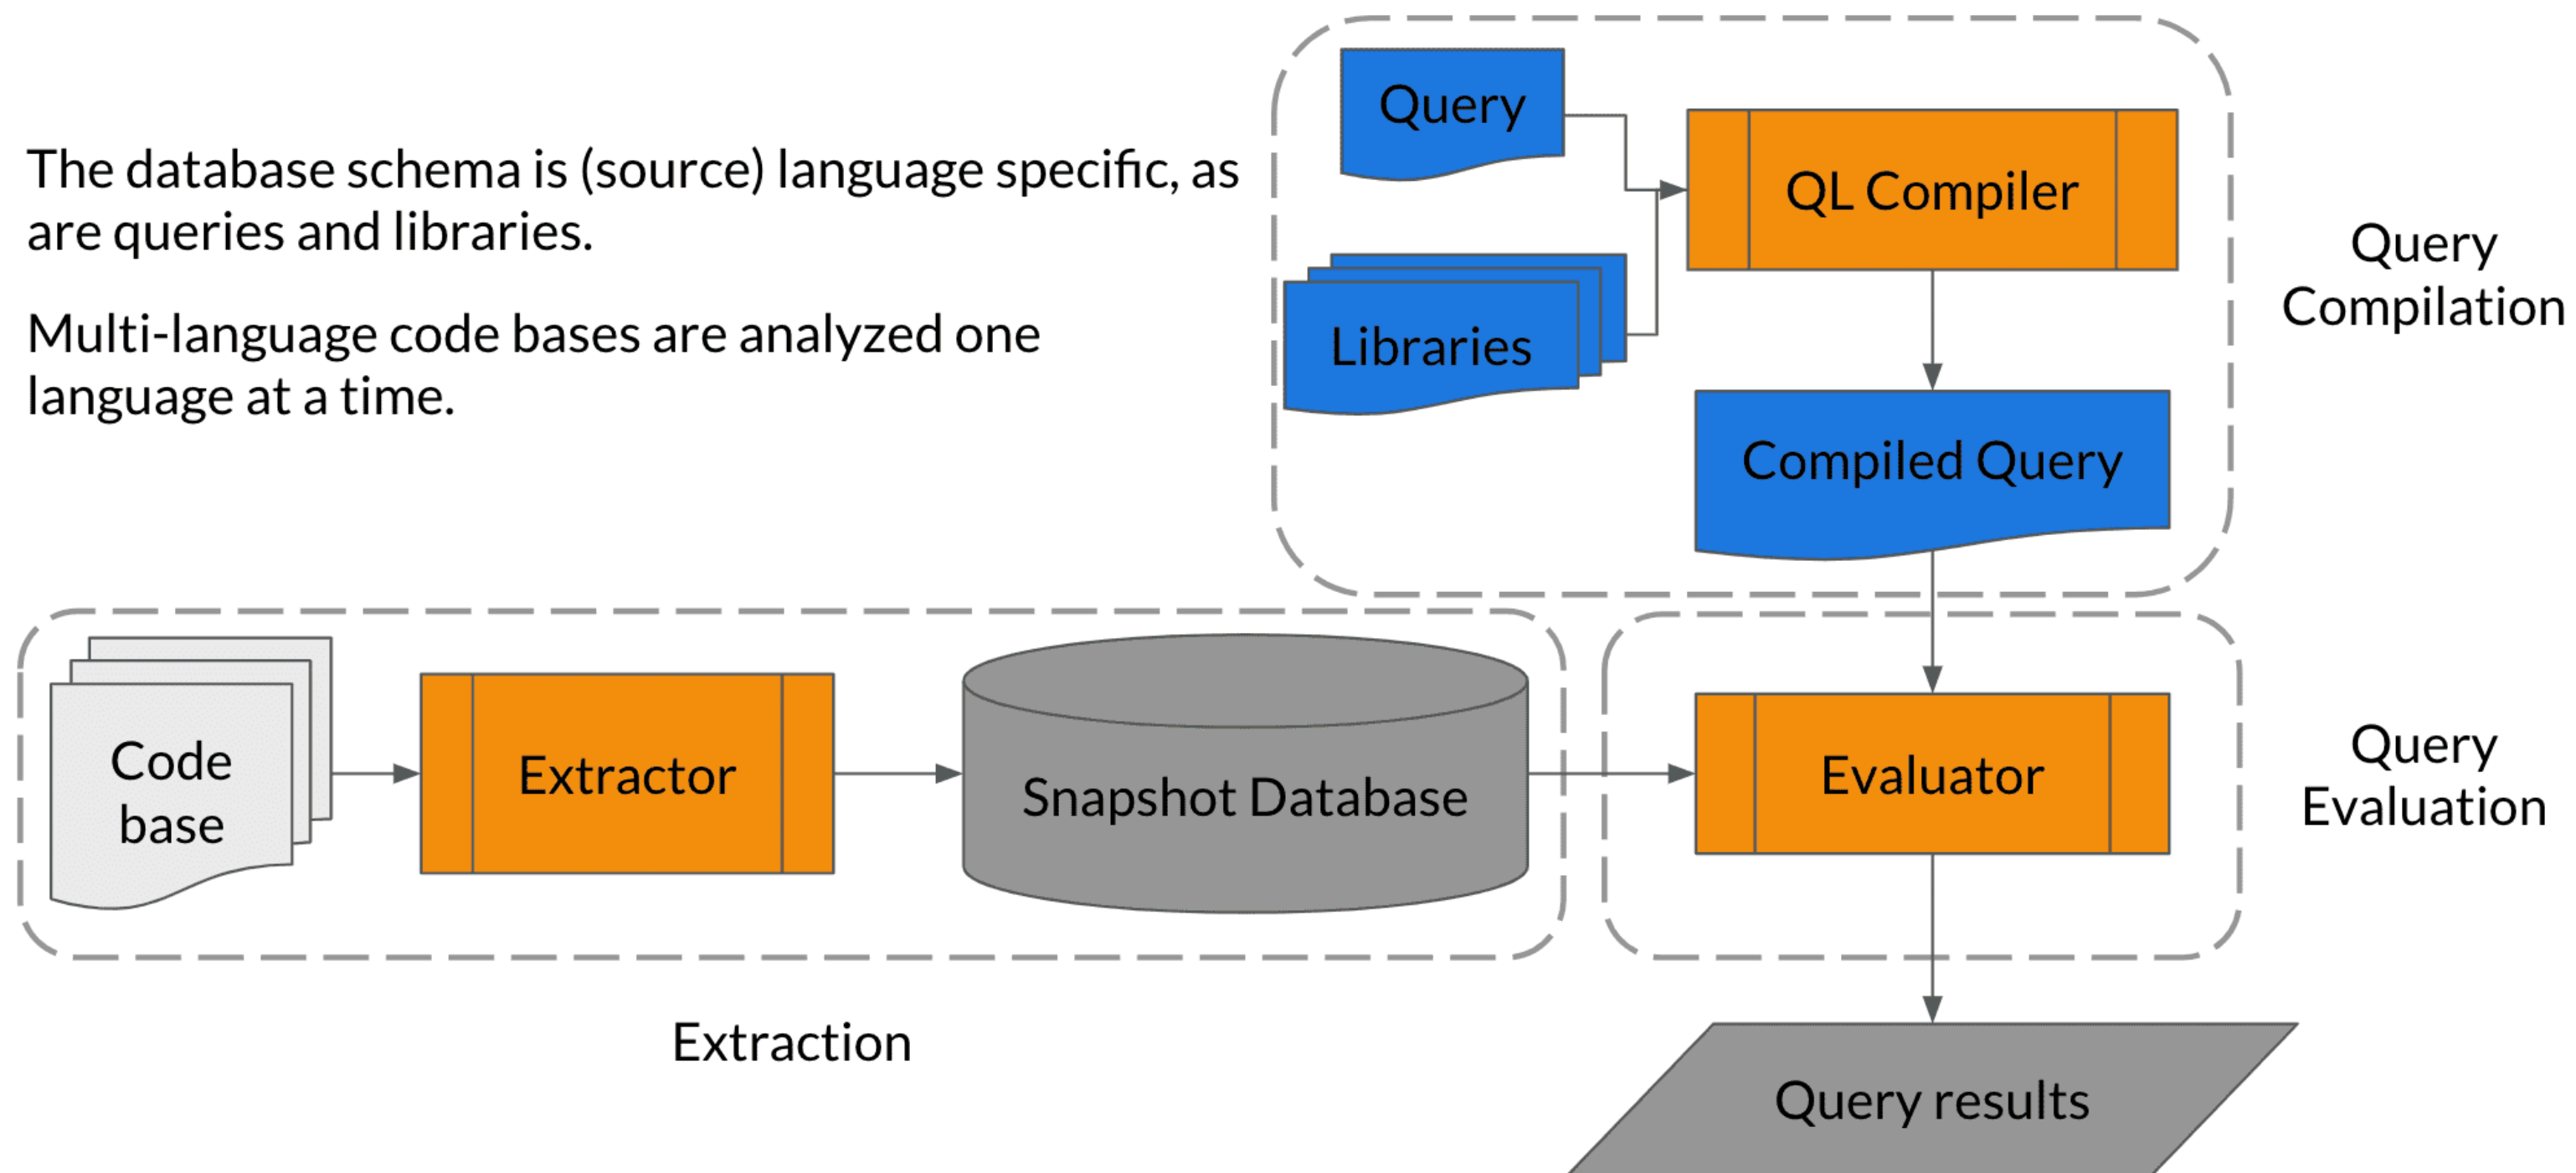 The database schema is (source) language specific, as
are queries and libraries.
Multi-language code bases are analyzed one
language at a time.
Query
Libraries
QL Compiler
Compiled Query
Query
Compilation
Code
base
Extractor
Snapshot Database
Evaluator
Query
Evaluation
Extraction
Query results